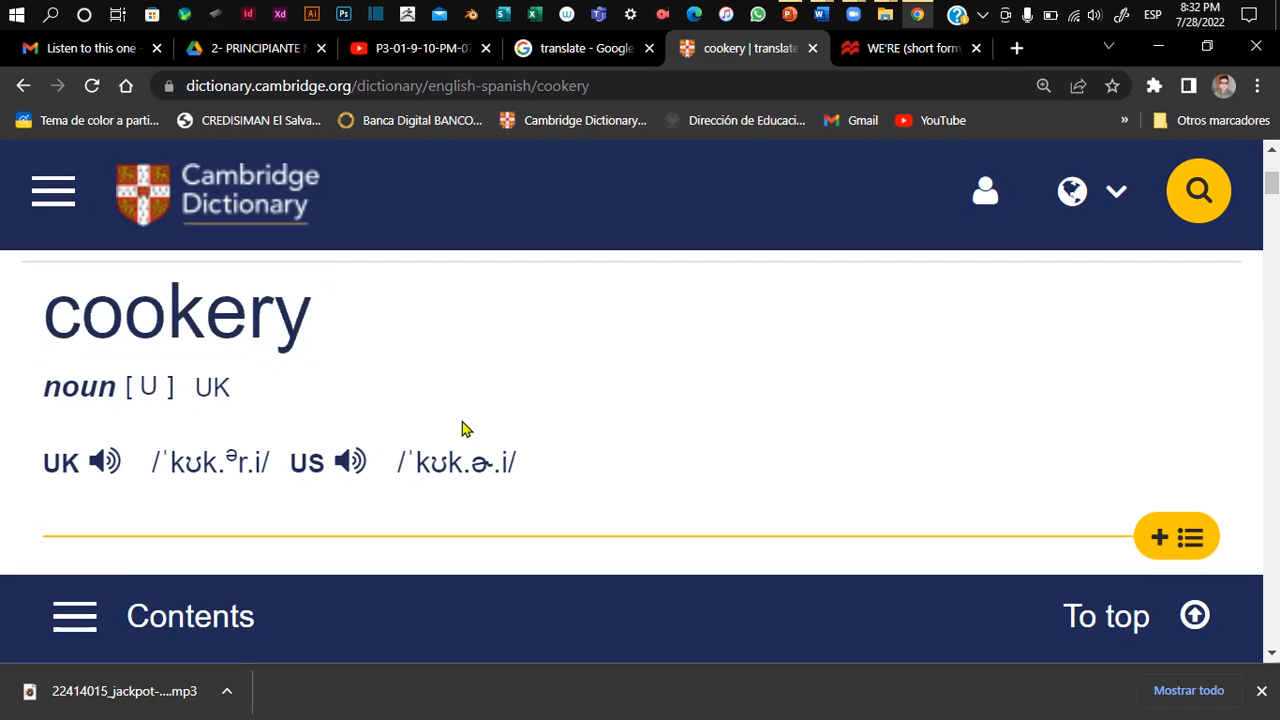 8:32 PM
ESP
7/28/2022
Listen to this one -
2- PRINCIPIANTE
P3-01-9-10-PM-07
translate - Google
cookery | translate
WE'RE (short form
dictionary.cambridge.org/dictionary/english-spanish/cookery
Tema de color a parti...
CREDISIMAN El Salva...
Banca Digital BANCO...
Cambridge Dictionary...
Dirección de Educaci...
Gmail
YouTube
»
Otros marcadores
Cambridge
Dictionary
cookery
noun [ U ] UK
UK /ˈkʊk.ᵊr.i/ US /ˈkʊk.ɚ.i/
Contents
To top
22414015_jackpot-....mp3
Mostrar todo